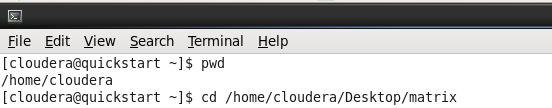 File Edit View Search Terminal Help
[cloudera@quickstart ~]$ pwd
/home/cloudera
[cloudera@quickstart ~]$ cd /home/cloudera/Desktop/matrix